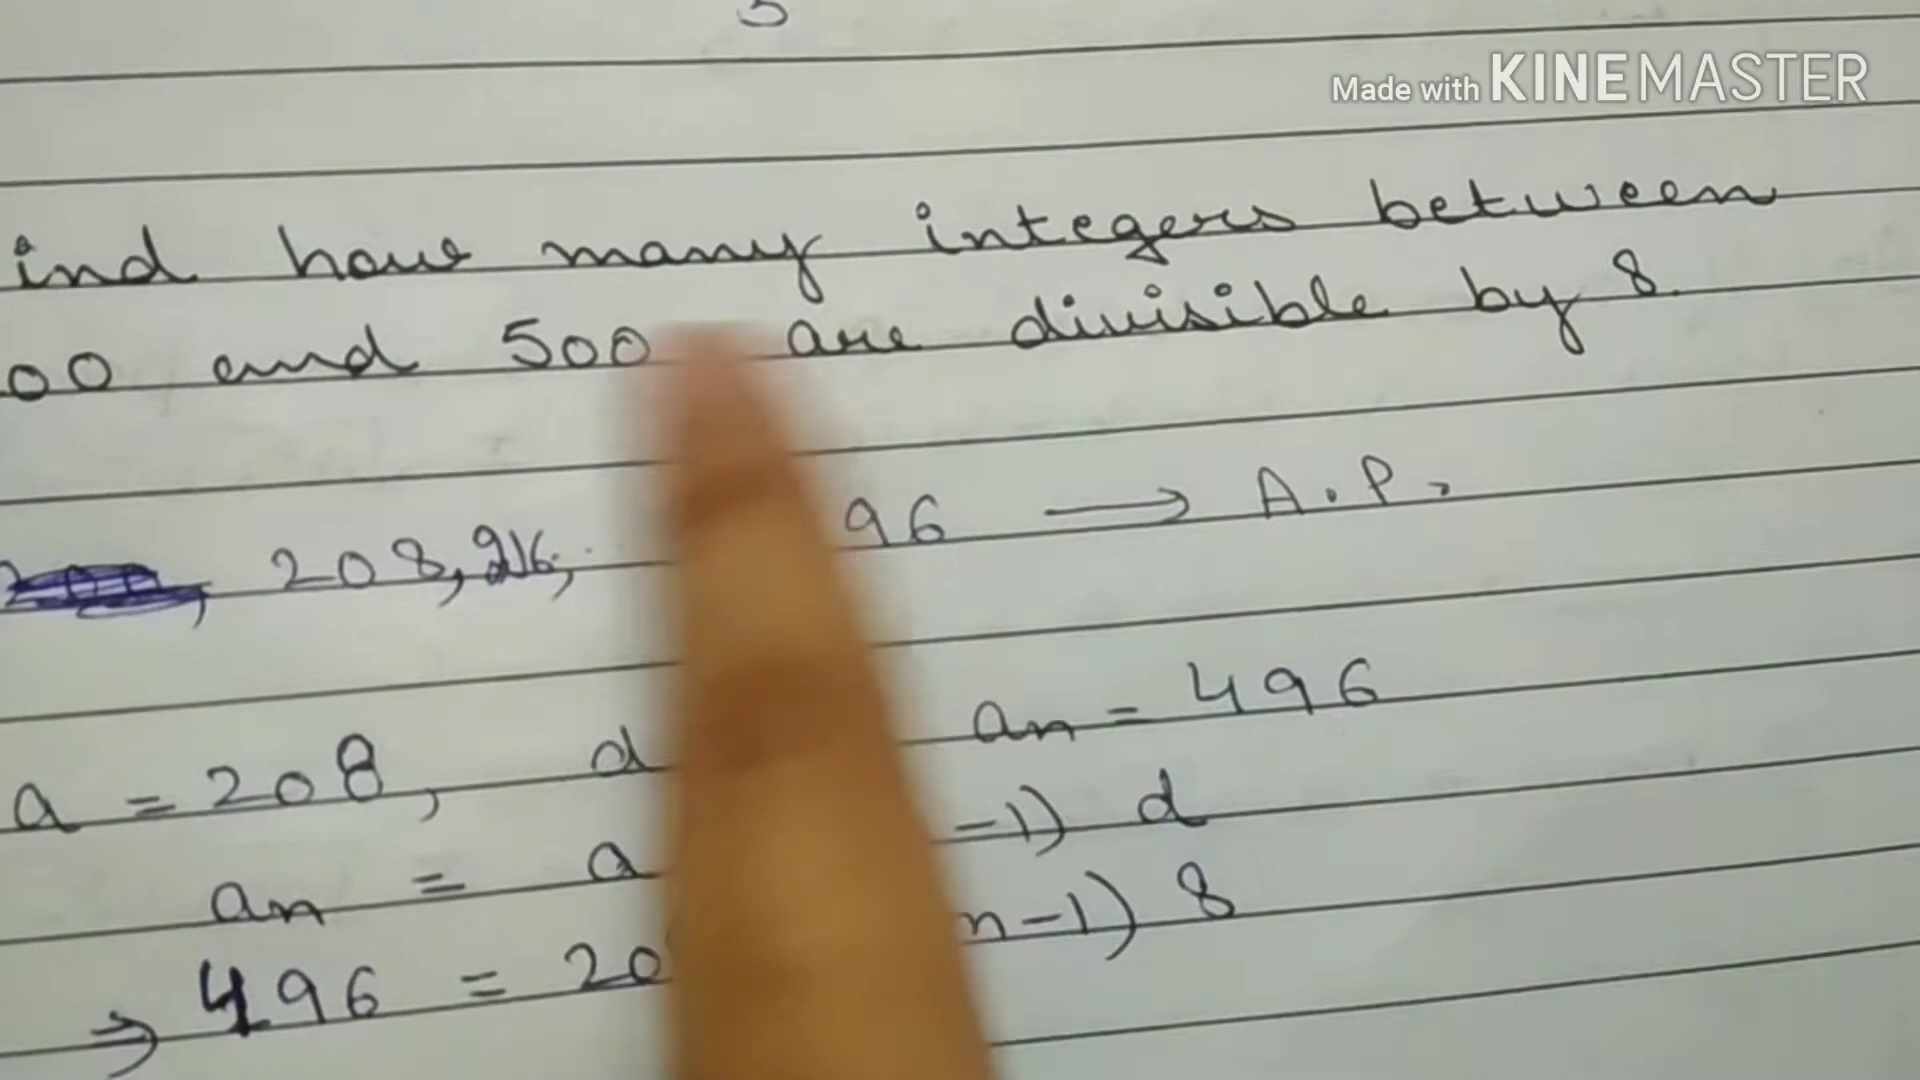 Made with KINEMASTER
ind how many integers between
00 and 500 are divisible by 8.
208, 216, 96 → A.P.
a = 208, d an = 496
an = a -1) d
⇒ 496 = 20 n-1) 8